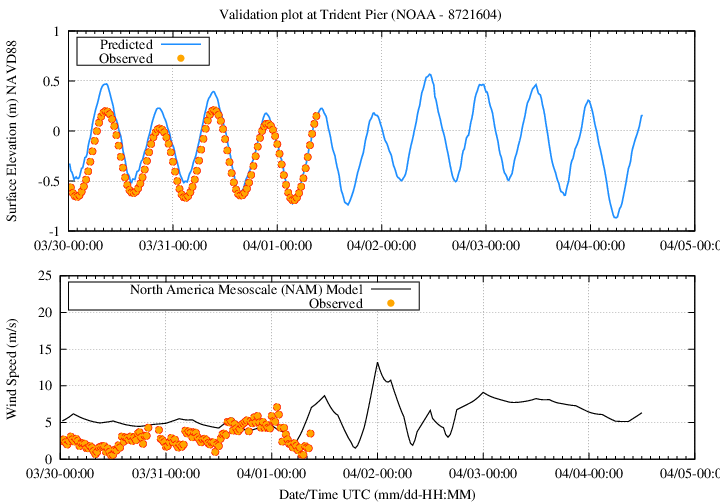 Validation plot at Trident Pier (NOAA - 8721604)
Predicted
Observed
Surface Elevation (m) NAVD88
1
0.5
0
-0.5
-1
03/30-00:00 03/31-00:00 04/01-00:00 04/02-00:00 04/03-00:00 04/04-00:00 04/05-00:00
North America Mesoscale (NAM) Model
Observed
Wind Speed (m/s)
25
20
15
10
5
0
03/30-00:00 03/31-00:00 04/01-00:00 04/02-00:00 04/03-00:00 04/04-00:00 04/05-00:00
Date/Time UTC (mm/dd-HH:MM)